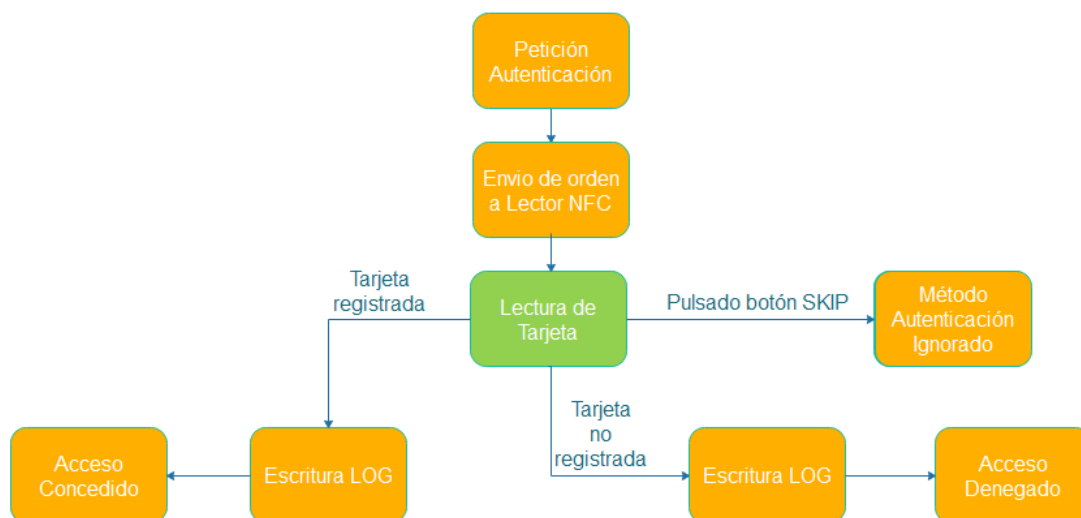 Petición
Autenticación
Envio de orden
a Lector NFC
Tarjeta
registrada
Lectura de
Tarjeta
Pulsado botón SKIP
Método
Autenticación
Ignorado
Tarjeta
no
registrada
Acceso
Concedido
Escritura LOG
Escritura LOG
Acceso
Denegado